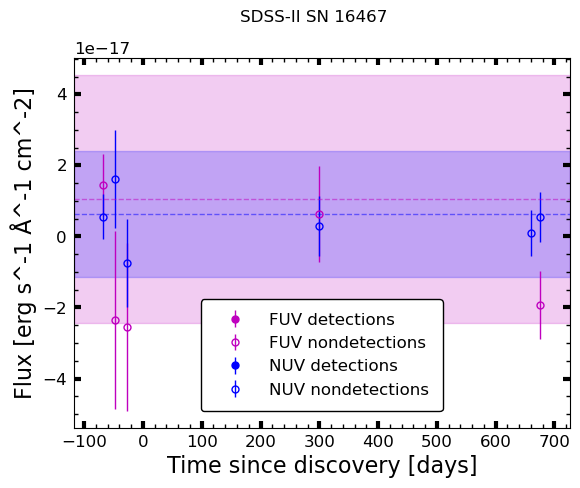 SDSS-II SN 16467
1e−17
4
2
0
−2
−4
Flux [erg s^-1 Å^-1 cm^-2]
FUV detections
FUV nondetections
NUV detections
NUV nondetections
−100 0 100 200 300 400 500 600 700
Time since discovery [days]